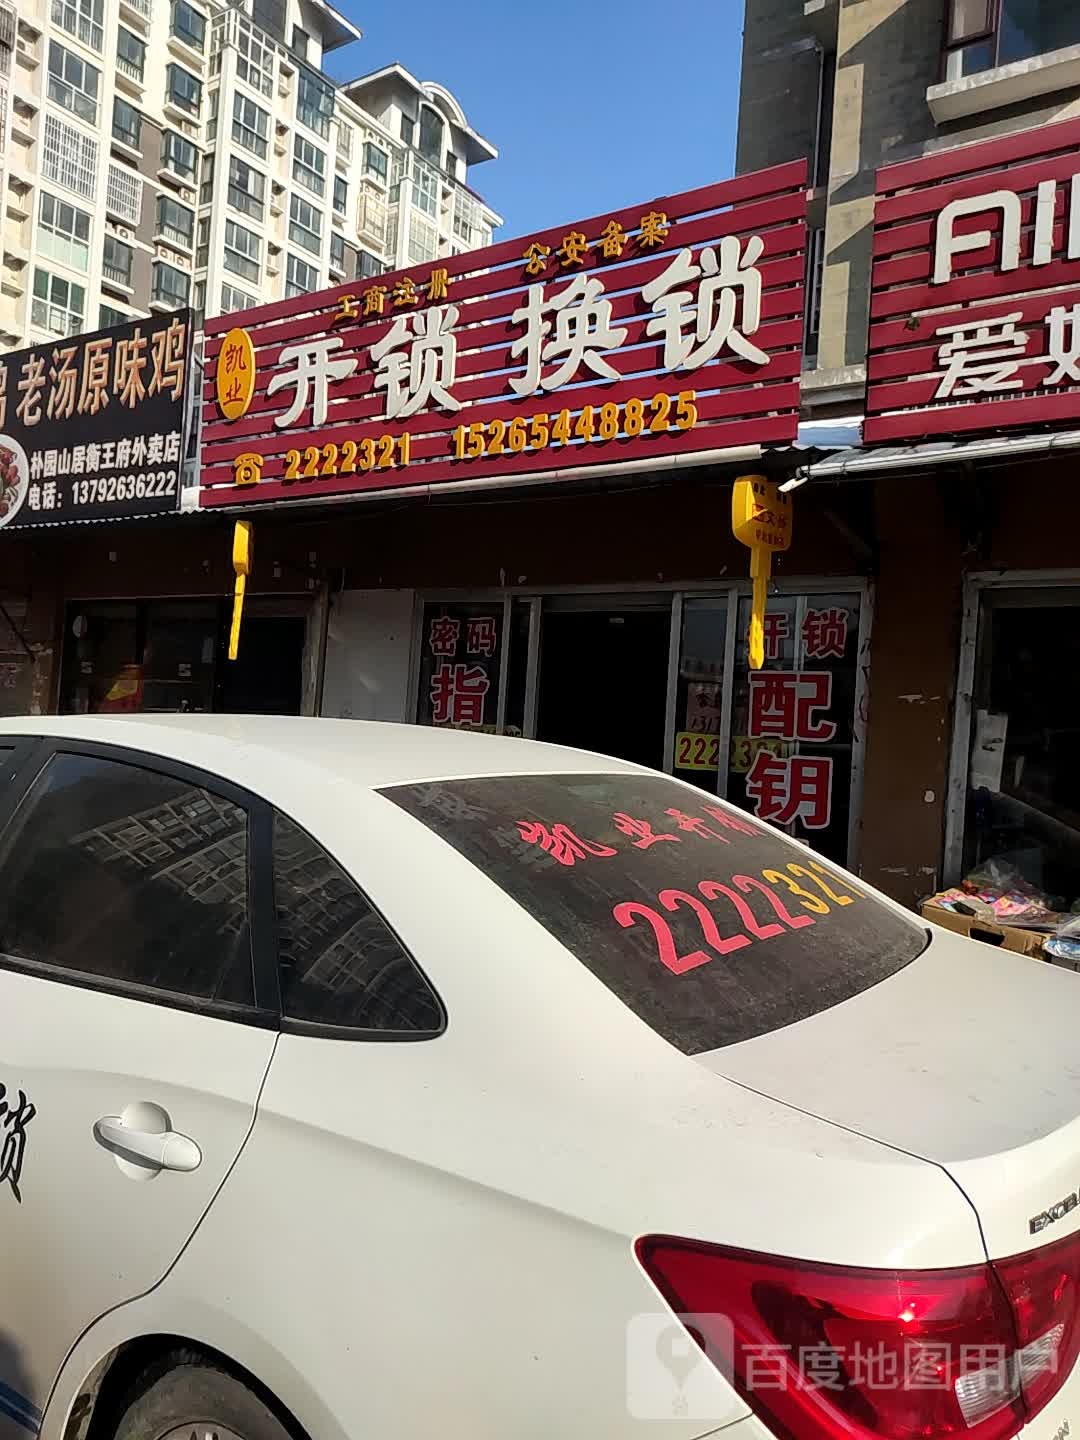 老汤原味鸡
朴园山居衡王府外卖店
电话：13792636222
工商注册 公安备案
凯业
开锁 换锁
☎ 2222321 15265448825
AI
爱
密码
指
开锁
配
钥
2222321
凯业开锁
2222321
锁
百度地图用户